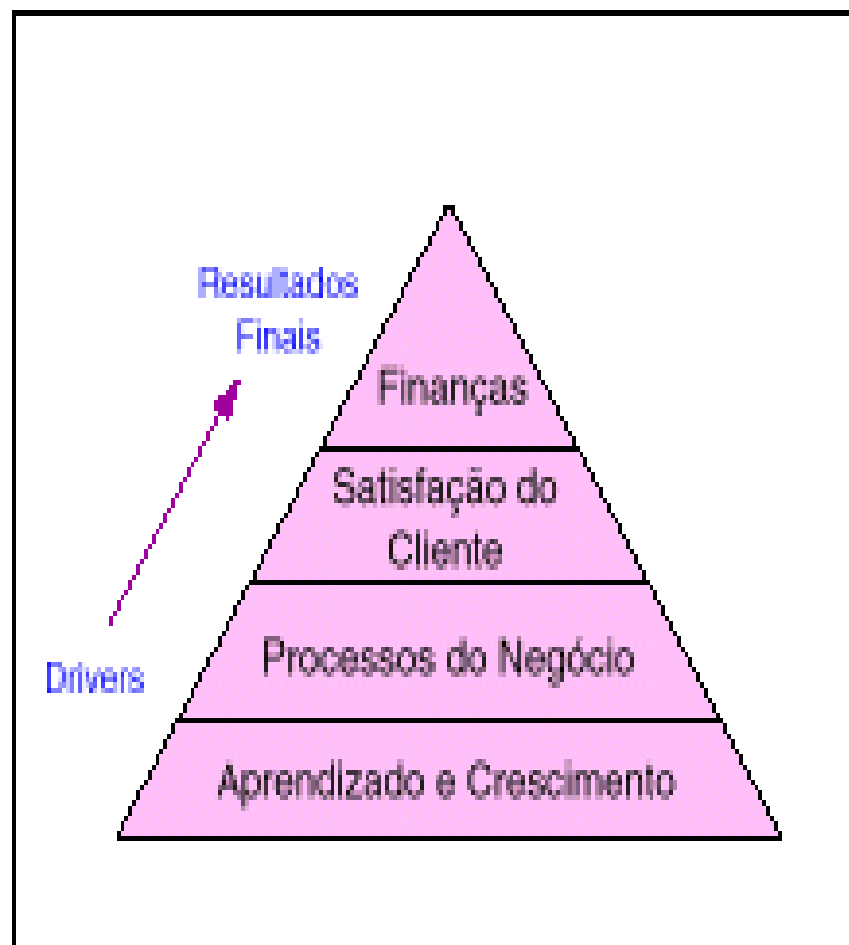 Resultados
Finais
Finanças
Satisfação do
Cliente
Processos do Negócio
Drivers
Aprendizado e Crescimento